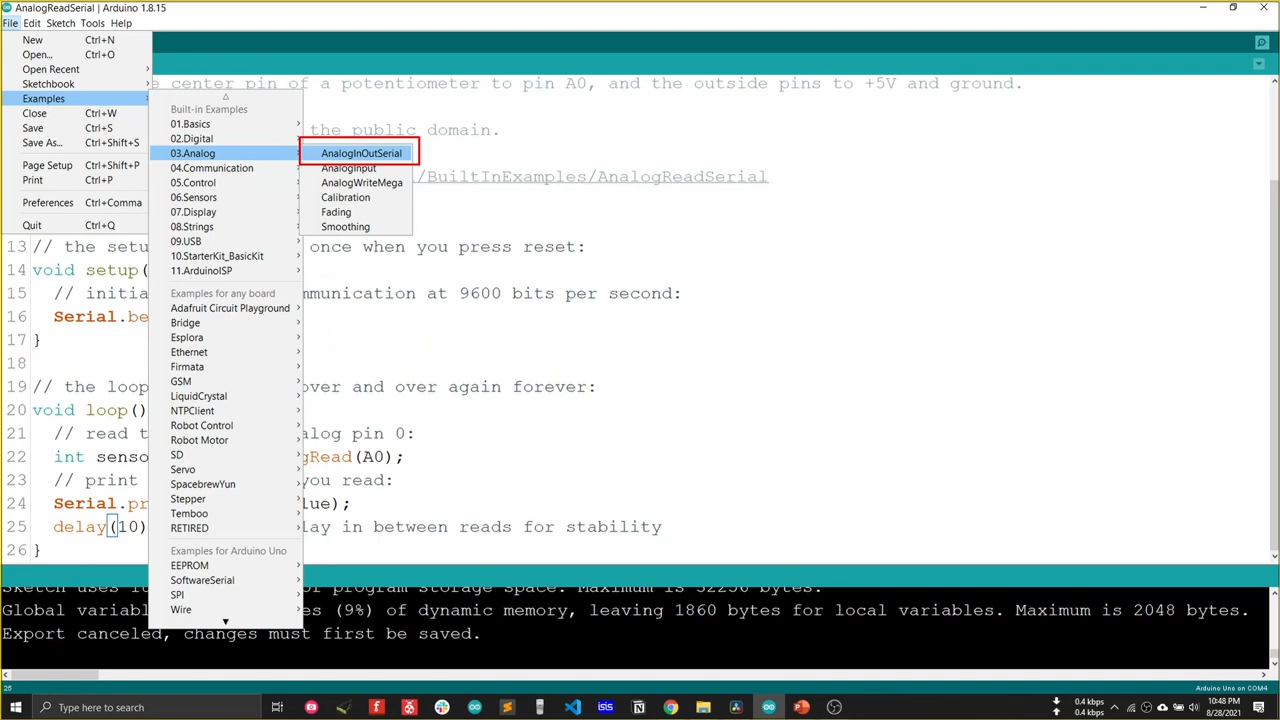 AnalogReadSerial | Arduino 1.8.15
File Edit Sketch Tools Help
New Ctrl+N
Open... Ctrl+O
Open Recent
Sketchbook
Examples
Close Ctrl+W
Save Ctrl+S
Save As... Ctrl+Shift+S
Page Setup Ctrl+Shift+P
Print Ctrl+P
Preferences Ctrl+Comma
Quit Ctrl+Q
Built-in Examples
01.Basics
02.Digital
03.Analog
04.Communication
05.Control
06.Sensors
07.Display
08.Strings
09.USB
10.StarterKit_BasicKit
11.ArduinoISP
Examples for any board
Adafruit Circuit Playground
Bridge
Esplora
Ethernet
Firmata
GSM
LiquidCrystal
NTPClient
Robot Control
Robot Motor
SD
Servo
SpacebrewYun
Stepper
Temboo
RETIRED
Examples for Arduino Uno
EEPROM
SoftwareSerial
SPI
Wire
AnalogInOutSerial
AnalogInput
AnalogWriteMega
Calibration
Fading
Smoothing
e center pin of a potentiometer to pin A0, and the outside pins to +5V and ground.
the public domain.
/BuiltInExamples/AnalogReadSerial
13 // the setu once when you press reset:
14 void setup(
15 // initia mmunication at 9600 bits per second:
16 Serial.be
17 }
18
19 // the loop over and over again forever:
20 void loop()
21 // read t alog pin 0:
22 int senso gRead(A0);
23 // print you read:
24 Serial.pr lue);
25 delay(10) lay in between reads for stability
26 }
Global variab es (9%) of dynamic memory, leaving 1860 bytes for local variables. Maximum is 2048 bytes.
Export canceled, changes must first be saved.
25
Arduino Uno on COM4
Type here to search
0.4 kbps
0.4 kbps
10:48 PM
8/28/2021